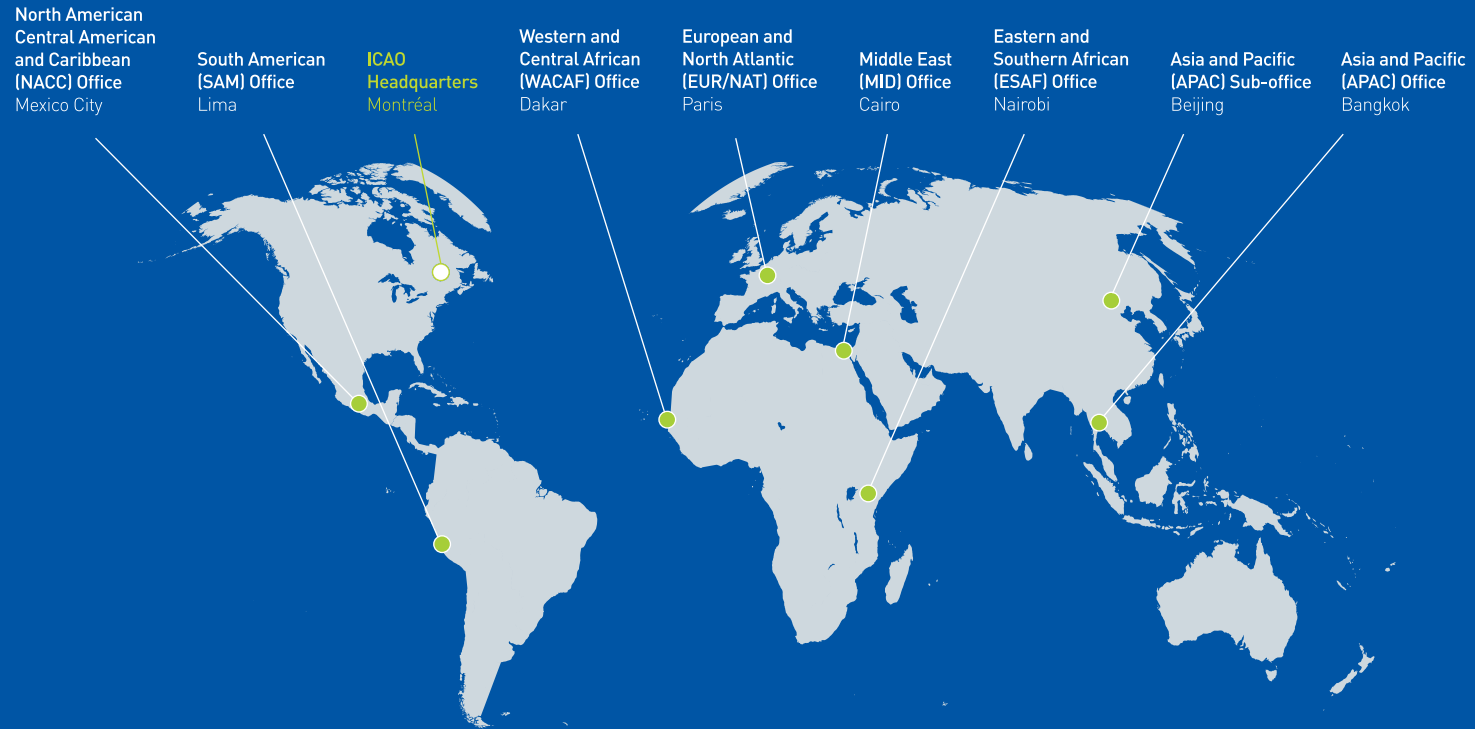 North American
Central American
and Caribbean
(NACC) Office
Mexico City
South American
(SAM) Office
Lima
ICAO
Headquarters
Montréal
Western and
Central African
(WACAF) Office
Dakar
European and
North Atlantic
(EUR/NAT) Office
Paris
Middle East
(MID) Office
Cairo
Eastern and
Southern African
(ESAF) Office
Nairobi
Asia and Pacific
(APAC) Sub-office
Beijing
Asia and Pacific
(APAC) Office
Bangkok